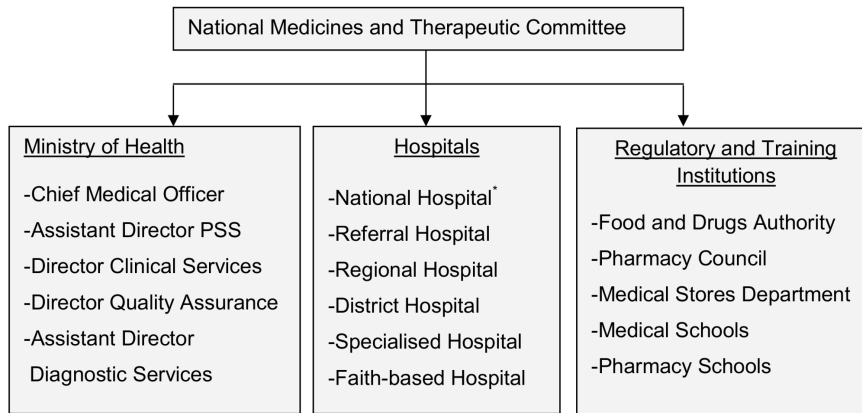 National Medicines and Therapeutic Committee
Ministry of Health
-Chief Medical Officer
-Assistant Director PSS
-Director Clinical Services
-Director Quality Assurance
-Assistant Director
Diagnostic Services
Hospitals
-National Hospital*
-Referral Hospital
-Regional Hospital
-District Hospital
-Specialised Hospital
-Faith-based Hospital
Regulatory and Training
Institutions
-Food and Drugs Authority
-Pharmacy Council
-Medical Stores Department
-Medical Schools
-Pharmacy Schools